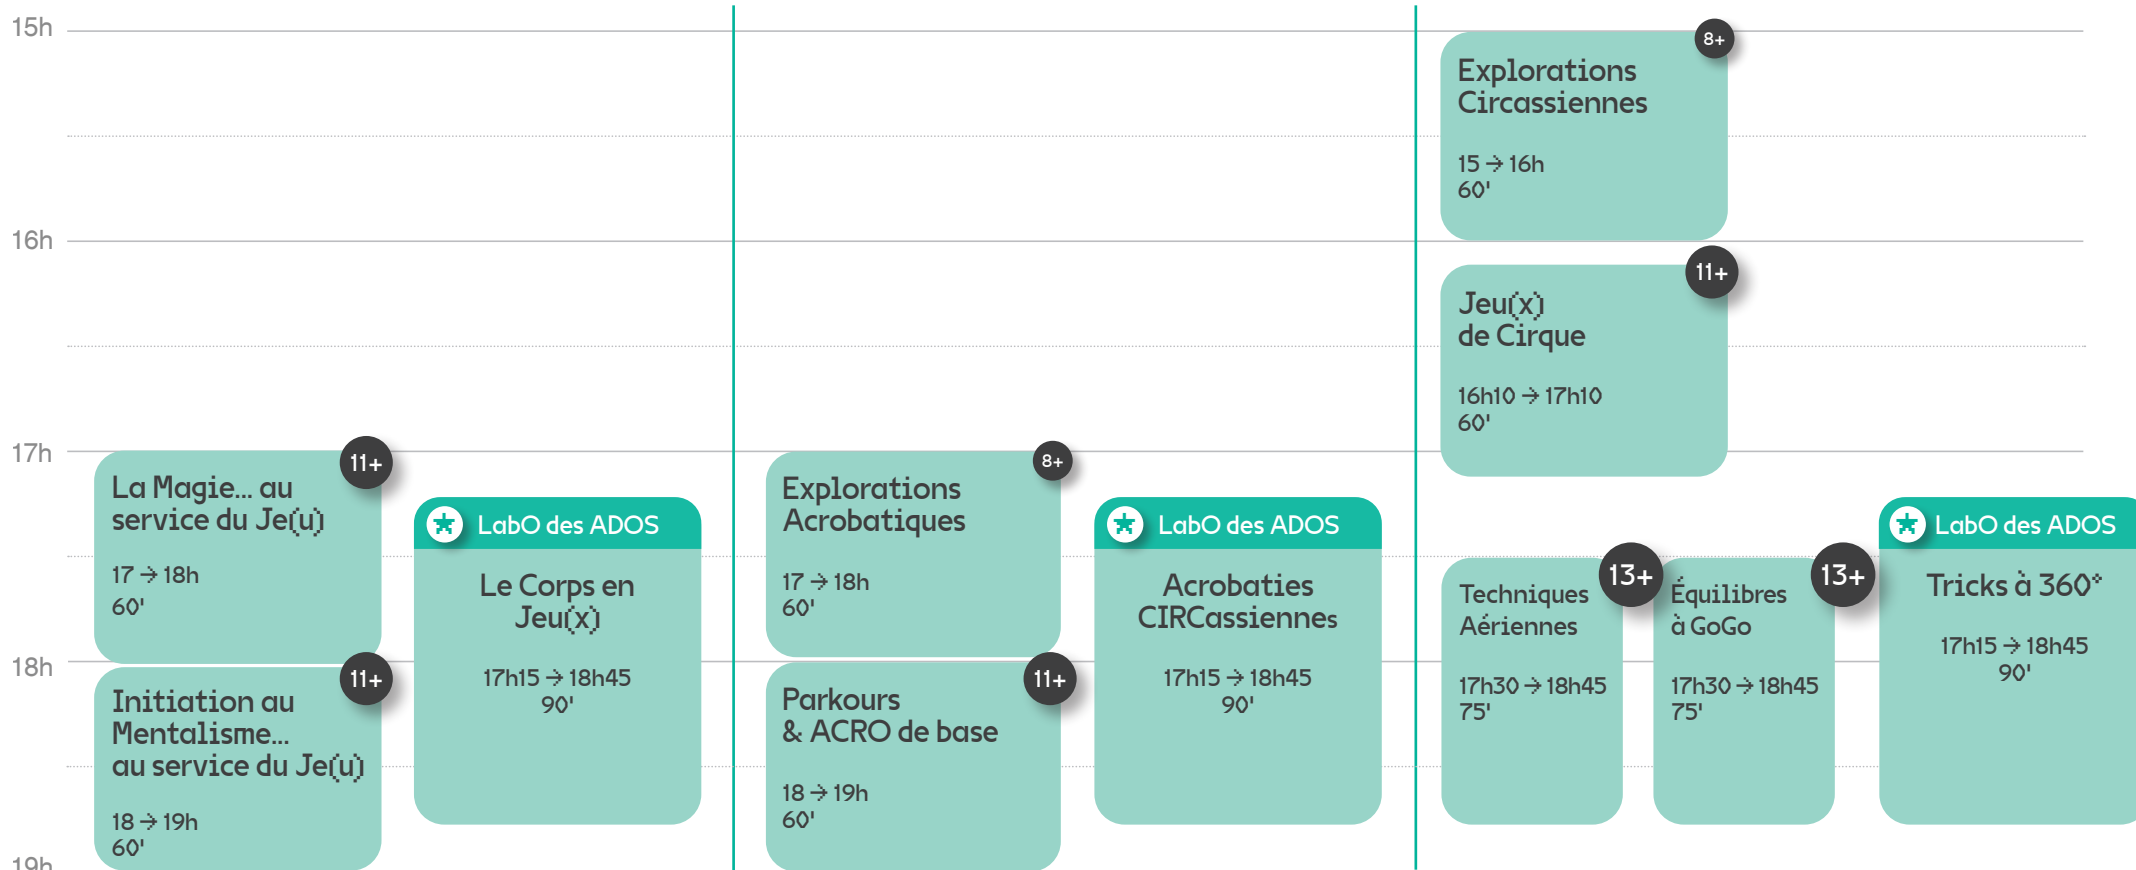 15h
16h
17h
18h
19h
11+
La Magie... au
service du Je(u)
17 → 18h
60'
11+
Initiation au
Mentalisme...
au service du Je(u)
18 → 19h
60'
LabO des ADOS
Le Corps en
Jeu(x)
17h15 → 18h45
90'
8+
Explorations
Acrobatiques
17 → 18h
60'
11+
Parkours
& ACRO de base
18 → 19h
60'
LabO des ADOS
Acrobaties
CIRCassiennes
17h15 → 18h45
90'
8+
Explorations
Circassiennes
15 → 16h
60'
11+
Jeu(x)
de Cirque
16h10 → 17h10
60'
13+
Techniques
Aériennes
17h30 → 18h45
75'
13+
Équilibres
à GoGo
17h30 → 18h45
75'
LabO des ADOS
Tricks à 360°
17h15 → 18h45
90'